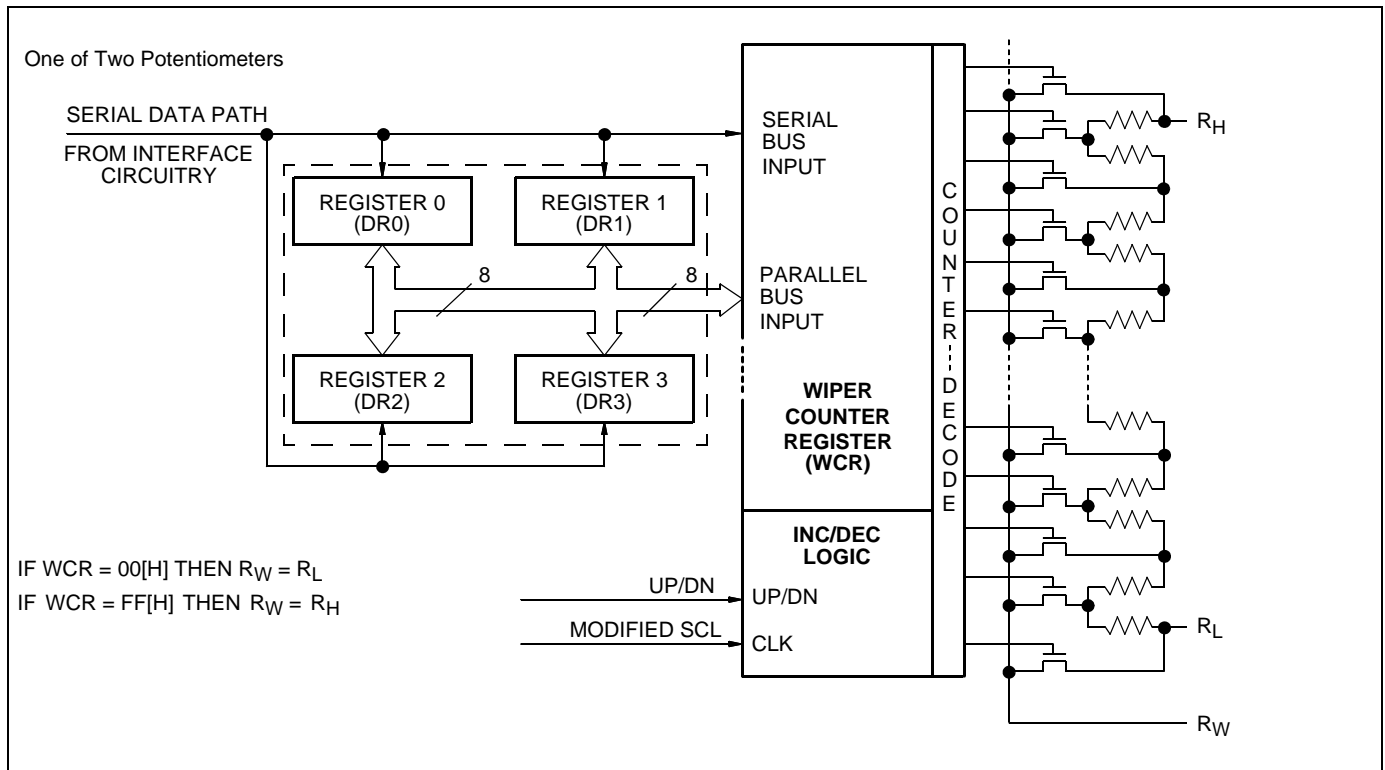 One of Two Potentiometers
SERIAL DATA PATH
FROM INTERFACE
CIRCUITRY
REGISTER 0
(DR0)
REGISTER 1
(DR1)
8
8
REGISTER 2
(DR2)
REGISTER 3
(DR3)
SERIAL
BUS
INPUT
PARALLEL
BUS
INPUT
WIPER
COUNTER
REGISTER
(WCR)
INC/DEC
LOGIC
UP/DN
UP/DN
MODIFIED SCL
CLK
COUNTER
DECODE
RH
RL
RW
IF WCR = 00[H] THEN RW = RL
IF WCR = FF[H] THEN RW = RH